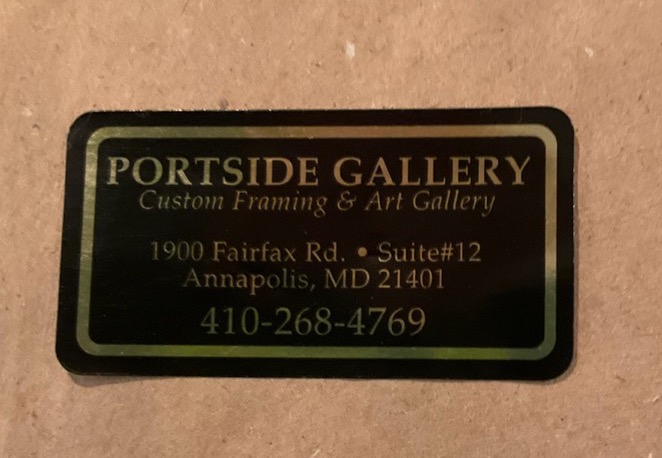 PORTSIDE GALLERY
Custom Framing & Art Gallery
1900 Fairfax Rd. • Suite#12
Annapolis, MD 21401
410-268-4769